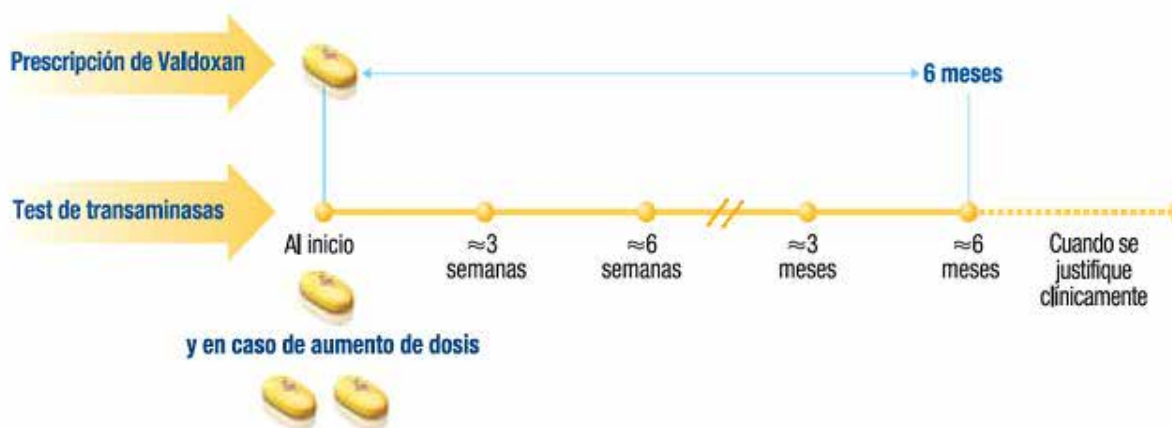 Prescripción de Valdoxan
6 meses
Test de transaminasas
Al inicio
≈3
semanas
≈6
semanas
≈3
meses
≈6
meses
Cuando se
justifique
clínicamente
y en caso de aumento de dosis